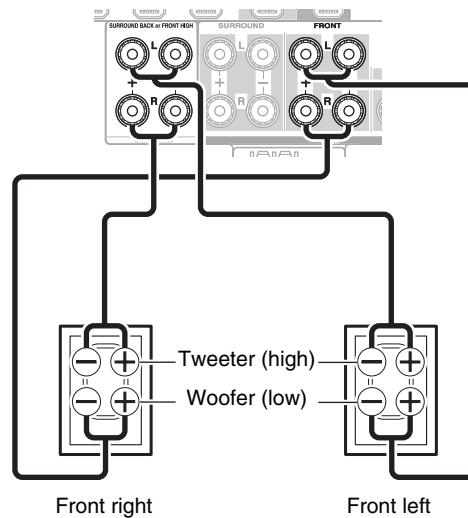 SURROUND BACK or FRONT HIGH
SURROUND
FRONT
L
L
L
+
−
+
−
+
−
R
R
R
− +
Tweeter (high)
− +
− +
Woofer (low)
− +
Front right
Front left